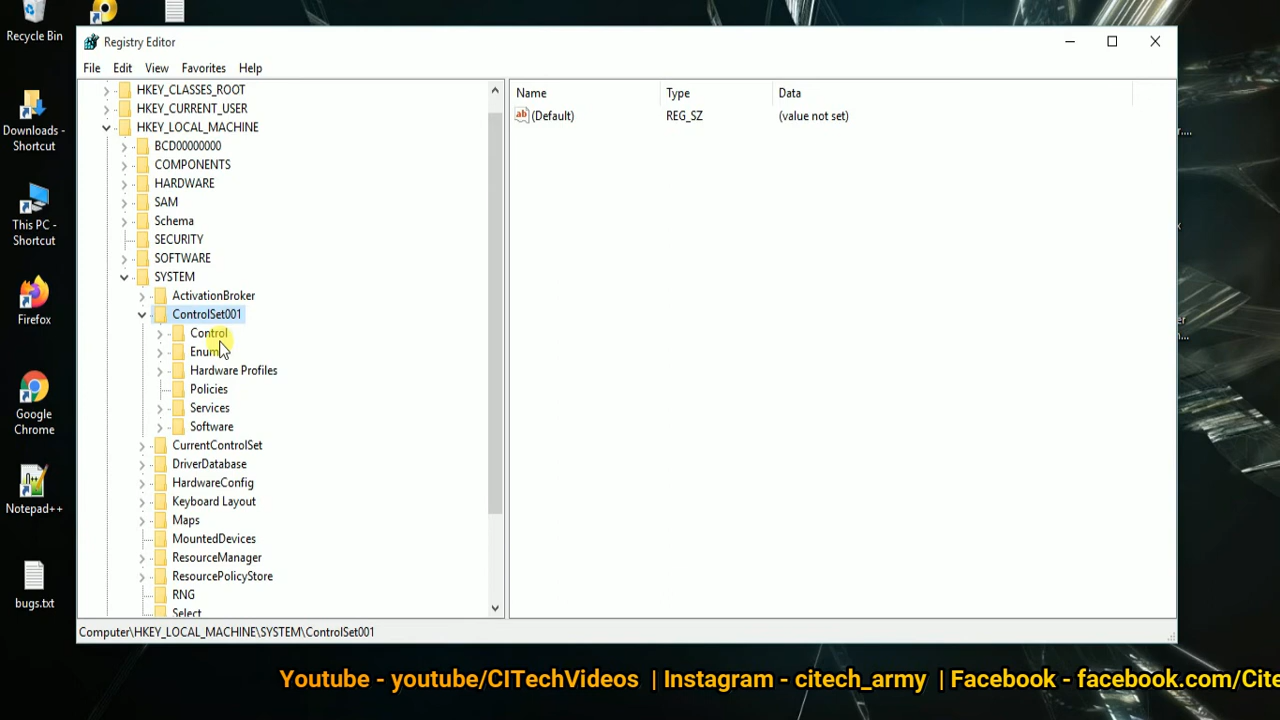 Recycle Bin
Downloads -
Shortcut
This PC -
Shortcut
Firefox
Google
Chrome
Notepad++
bugs.txt
Registry Editor
File Edit View Favorites Help
HKEY_CLASSES_ROOT
HKEY_CURRENT_USER
HKEY_LOCAL_MACHINE
BCD00000000
COMPONENTS
HARDWARE
SAM
Schema
SECURITY
SOFTWARE
SYSTEM
ActivationBroker
ControlSet001
Control
Enum
Hardware Profiles
Policies
Services
Software
CurrentControlSet
DriverDatabase
HardwareConfig
Keyboard Layout
Maps
MountedDevices
ResourceManager
ResourcePolicyStore
RNG
Select
Name Type Data
(Default) REG_SZ (value not set)
Computer\HKEY_LOCAL_MACHINE\SYSTEM\ControlSet001
Youtube - youtube/CITechVideos | Instagram - citech_army | Facebook - facebook.com/Cite